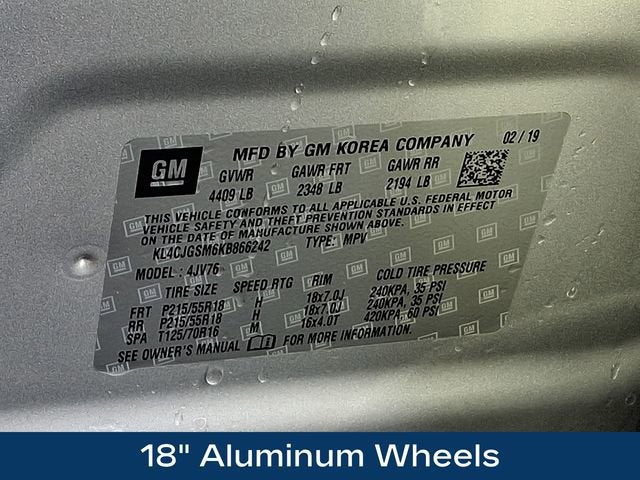 GM
MFD BY GM KOREA COMPANY 02/19
GVWR GAWR FRT GAWR RR
4409 LB 2348 LB 2194 LB
THIS VEHICLE CONFORMS TO ALL APPLICABLE U.S. FEDERAL MOTOR
VEHICLE SAFETY AND THEFT PREVENTION STANDARDS IN EFFECT
ON THE DATE OF MANUFACTURE SHOWN ABOVE.
KL4CJGSM6KB866242 TYPE: MPV
MODEL: 4JV76
TIRE SIZE SPEED RTG RIM COLD TIRE PRESSURE
FRT P215/55R18 H 18x7.0J 240KPA, 35 PSI
RR P215/55R18 H 18x7.0J 240KPA, 35 PSI
SPA T125/70R16 M 16x4.0T 420KPA, 60 PSI
SEE OWNER'S MANUAL FOR MORE INFORMATION.
18" Aluminum Wheels